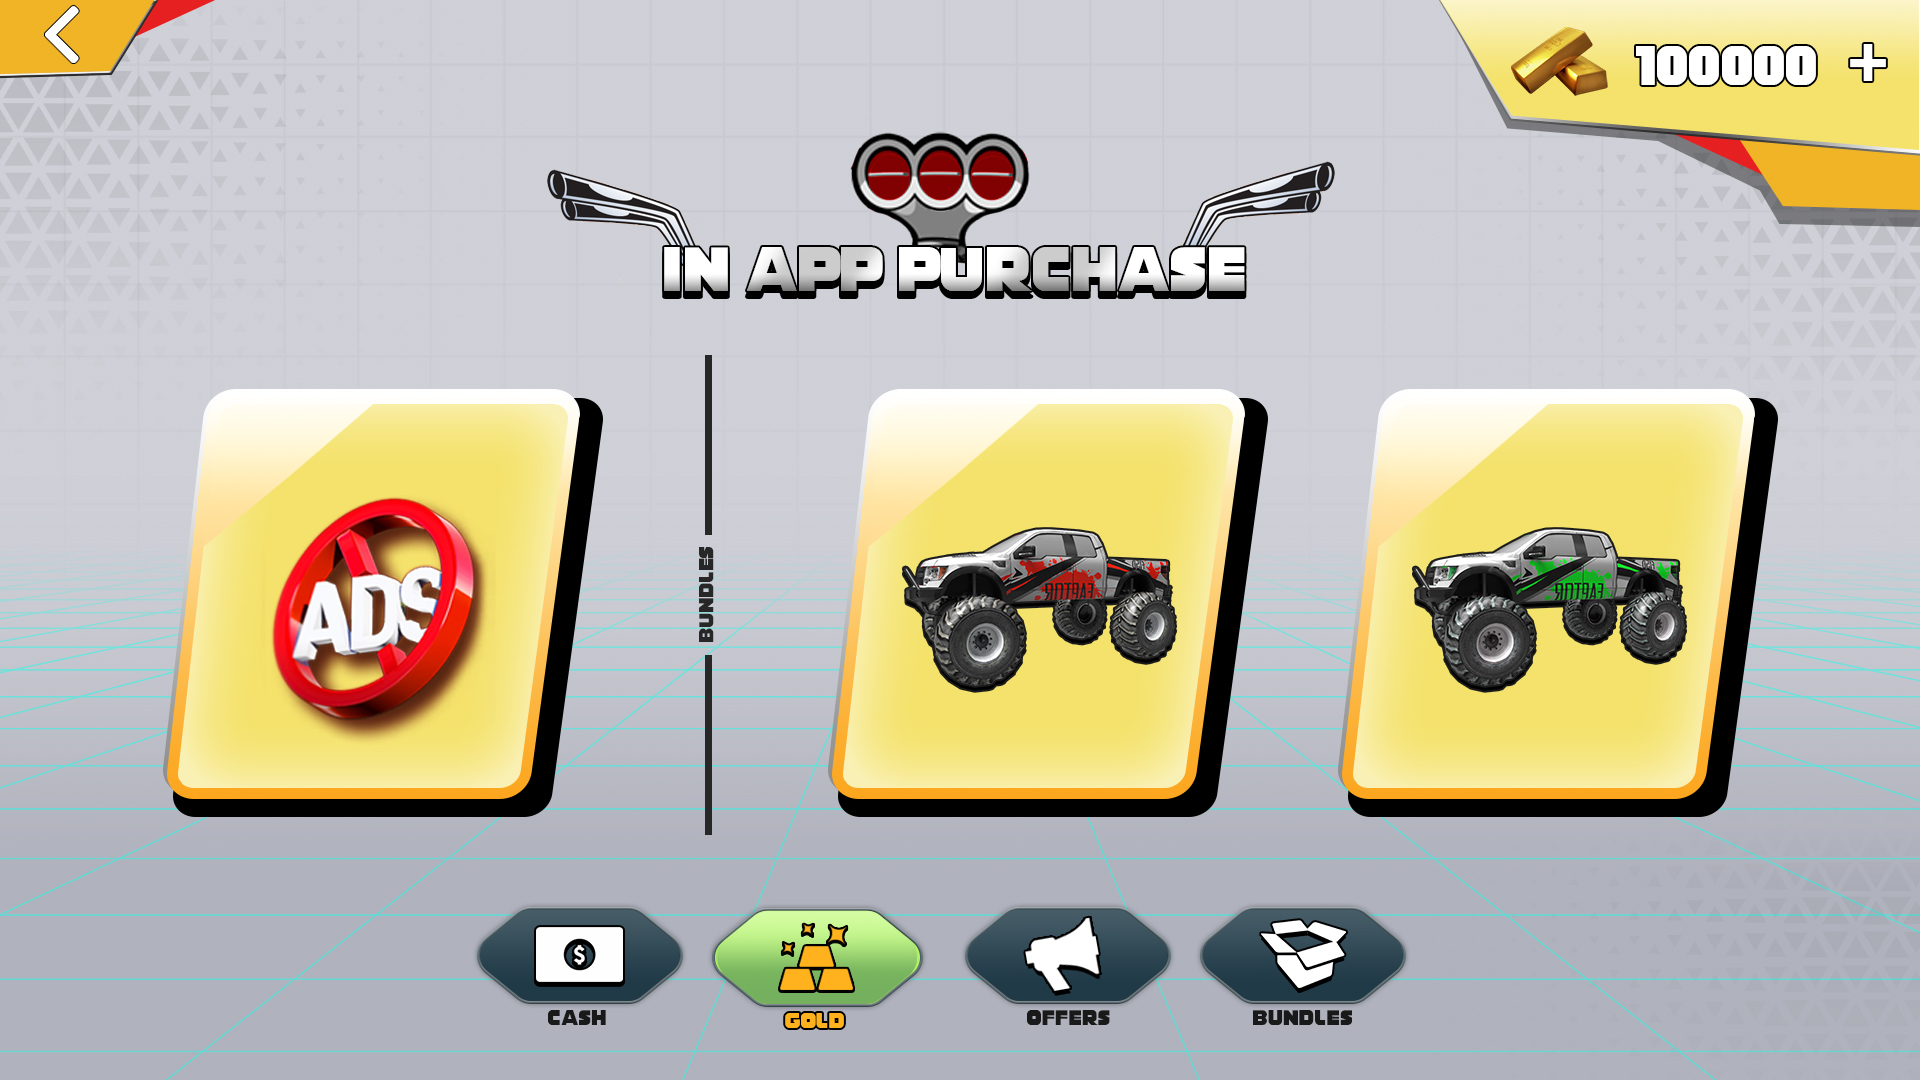 100000 +
IN APP PURCHASE
ADS
BUNDLES
$
CASH
GOLD
OFFERS
BUNDLES